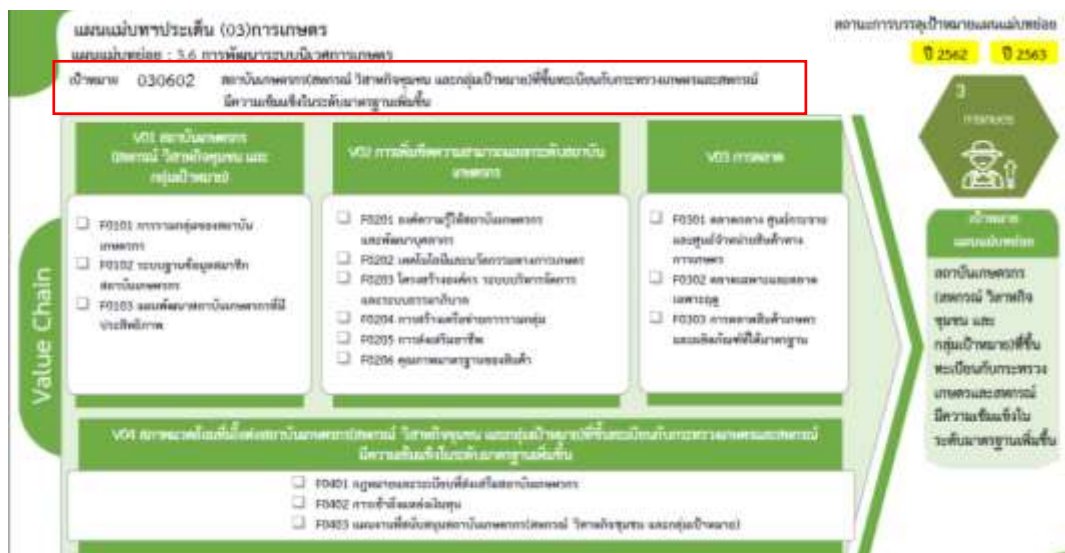 แผนแม่บทฯประเด็น (03)การเกษตร
แผนแม่บทย่อย : 3.6 การพัฒนาระบบนิเวศการเกษตร
เป้าหมาย 030602 สถาบันเกษตรกร(สหกรณ์ วิสาหกิจชุมชน และกลุ่มเป้าหมาย)ที่ขึ้นทะเบียนกับกระทรวงเกษตรและสหกรณ์
มีความเข้มแข็งในระดับมาตรฐานเพิ่มขึ้น
สถานะการบรรลุเป้าหมายแผนแม่บทย่อย
ปี 2562 ปี 2563
Value Chain
V01 สถาบันเกษตรกร
(สหกรณ์ วิสาหกิจชุมชน และ
กลุ่มเป้าหมาย)
F0101 การรวมกลุ่มของสถาบัน
เกษตรกร
F0102 ระบบฐานข้อมูลสมาชิก
สถาบันเกษตรกร
F0103 แผนพัฒนาสถาบันเกษตรกรที่มี
ประสิทธิภาพ
V02 การเพิ่มขีดความสามารถและยกระดับสถาบัน
เกษตรกร
F0201 องค์ความรู้ให้สถาบันเกษตรกร
และพัฒนาบุคลากร
F0202 เทคโนโลยีและนวัตกรรมทางการเกษตร
F0203 โครงสร้างองค์กร ระบบบริหารจัดการ
และระบบธรรมาภิบาล
F0204 การสร้างเครือข่ายการรวมกลุ่ม
F0205 การส่งเสริมอาชีพ
F0206 คุณภาพมาตรฐานของสินค้า
V03 การตลาด
F0301 ตลาดกลาง ศูนย์กระจาย
และศูนย์จำหน่ายสินค้าทาง
การเกษตร
F0302 ตลาดเฉพาะและตลาด
เฉพาะฤดู
F0303 การตลาดสินค้าเกษตร
และผลิตภัณฑ์ที่ได้มาตรฐาน
V04 สภาพแวดล้อมที่เอื้อต่อสถาบันเกษตรกร(สหกรณ์ วิสาหกิจชุมชน และกลุ่มเป้าหมาย)ที่ขึ้นทะเบียนกับกระทรวงเกษตรและสหกรณ์
มีความเข้มแข็งในระดับมาตรฐานเพิ่มขึ้น
F0401 กฎหมายและระเบียบที่ส่งเสริมสถาบันเกษตรกร
F0402 การเข้าถึงแหล่งเงินทุน
F0403 แผนงานที่สนับสนุนสถาบันเกษตรกร(สหกรณ์ วิสาหกิจชุมชน และกลุ่มเป้าหมาย)
3
การเกษตร
เป้าหมาย
แผนแม่บทย่อย
สถาบันเกษตรกร
(สหกรณ์ วิสาหกิจ
ชุมชน และ
กลุ่มเป้าหมาย)ที่ขึ้น
ทะเบียนกับกระทรวง
เกษตรและสหกรณ์
มีความเข้มแข็งใน
ระดับมาตรฐานเพิ่มขึ้น